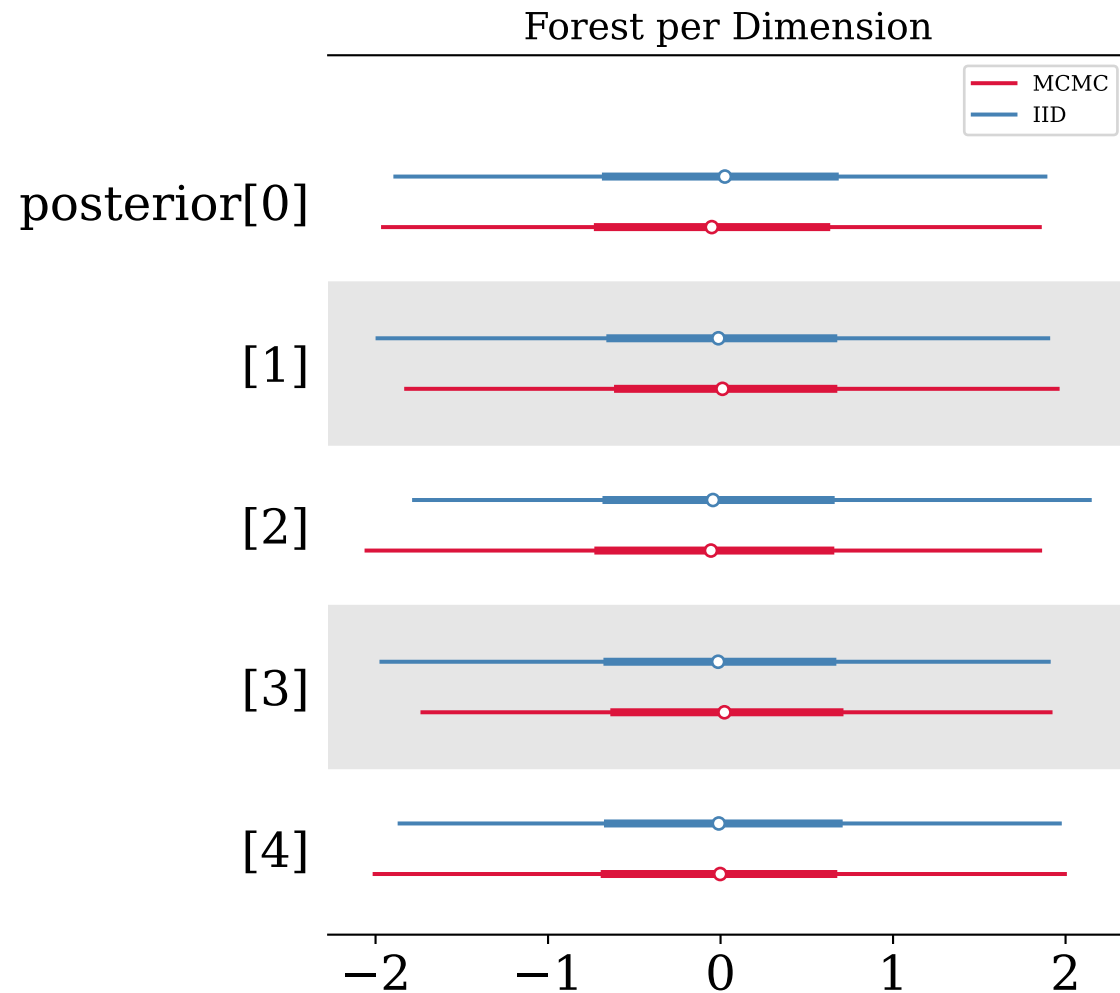 Forest per Dimension
MCMC
IID
posterior[0]
[1]
[2]
[3]
[4]
−2 −1 0 1 2